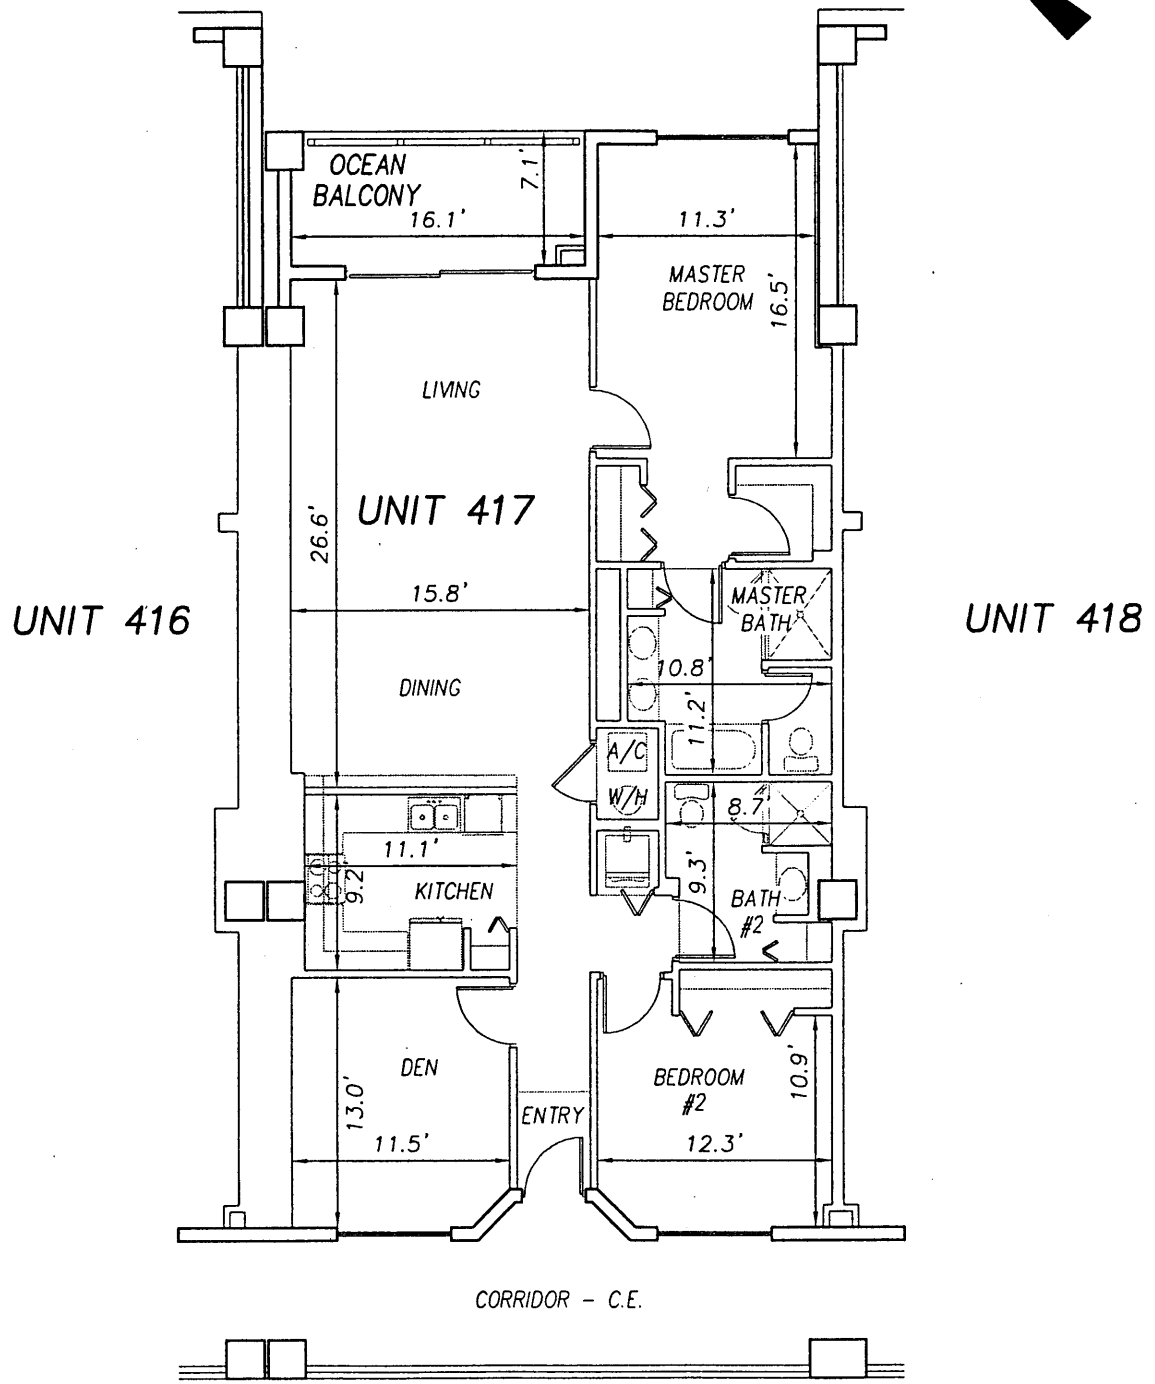 OCEAN
BALCONY
7.1'
16.1'
11.3'
MASTER
BEDROOM
16.5'
LIVING
UNIT 417
26.6'
15.8'
UNIT 416
MASTER
BATH
UNIT 418
10.8'
11.2'
DINING
A/C
W/H
8.7'
11.1'
9.2'
KITCHEN
9.3'
BATH
#2
DEN
13.0'
11.5'
ENTRY
BEDROOM
#2
10.9'
12.3'
CORRIDOR - C.E.